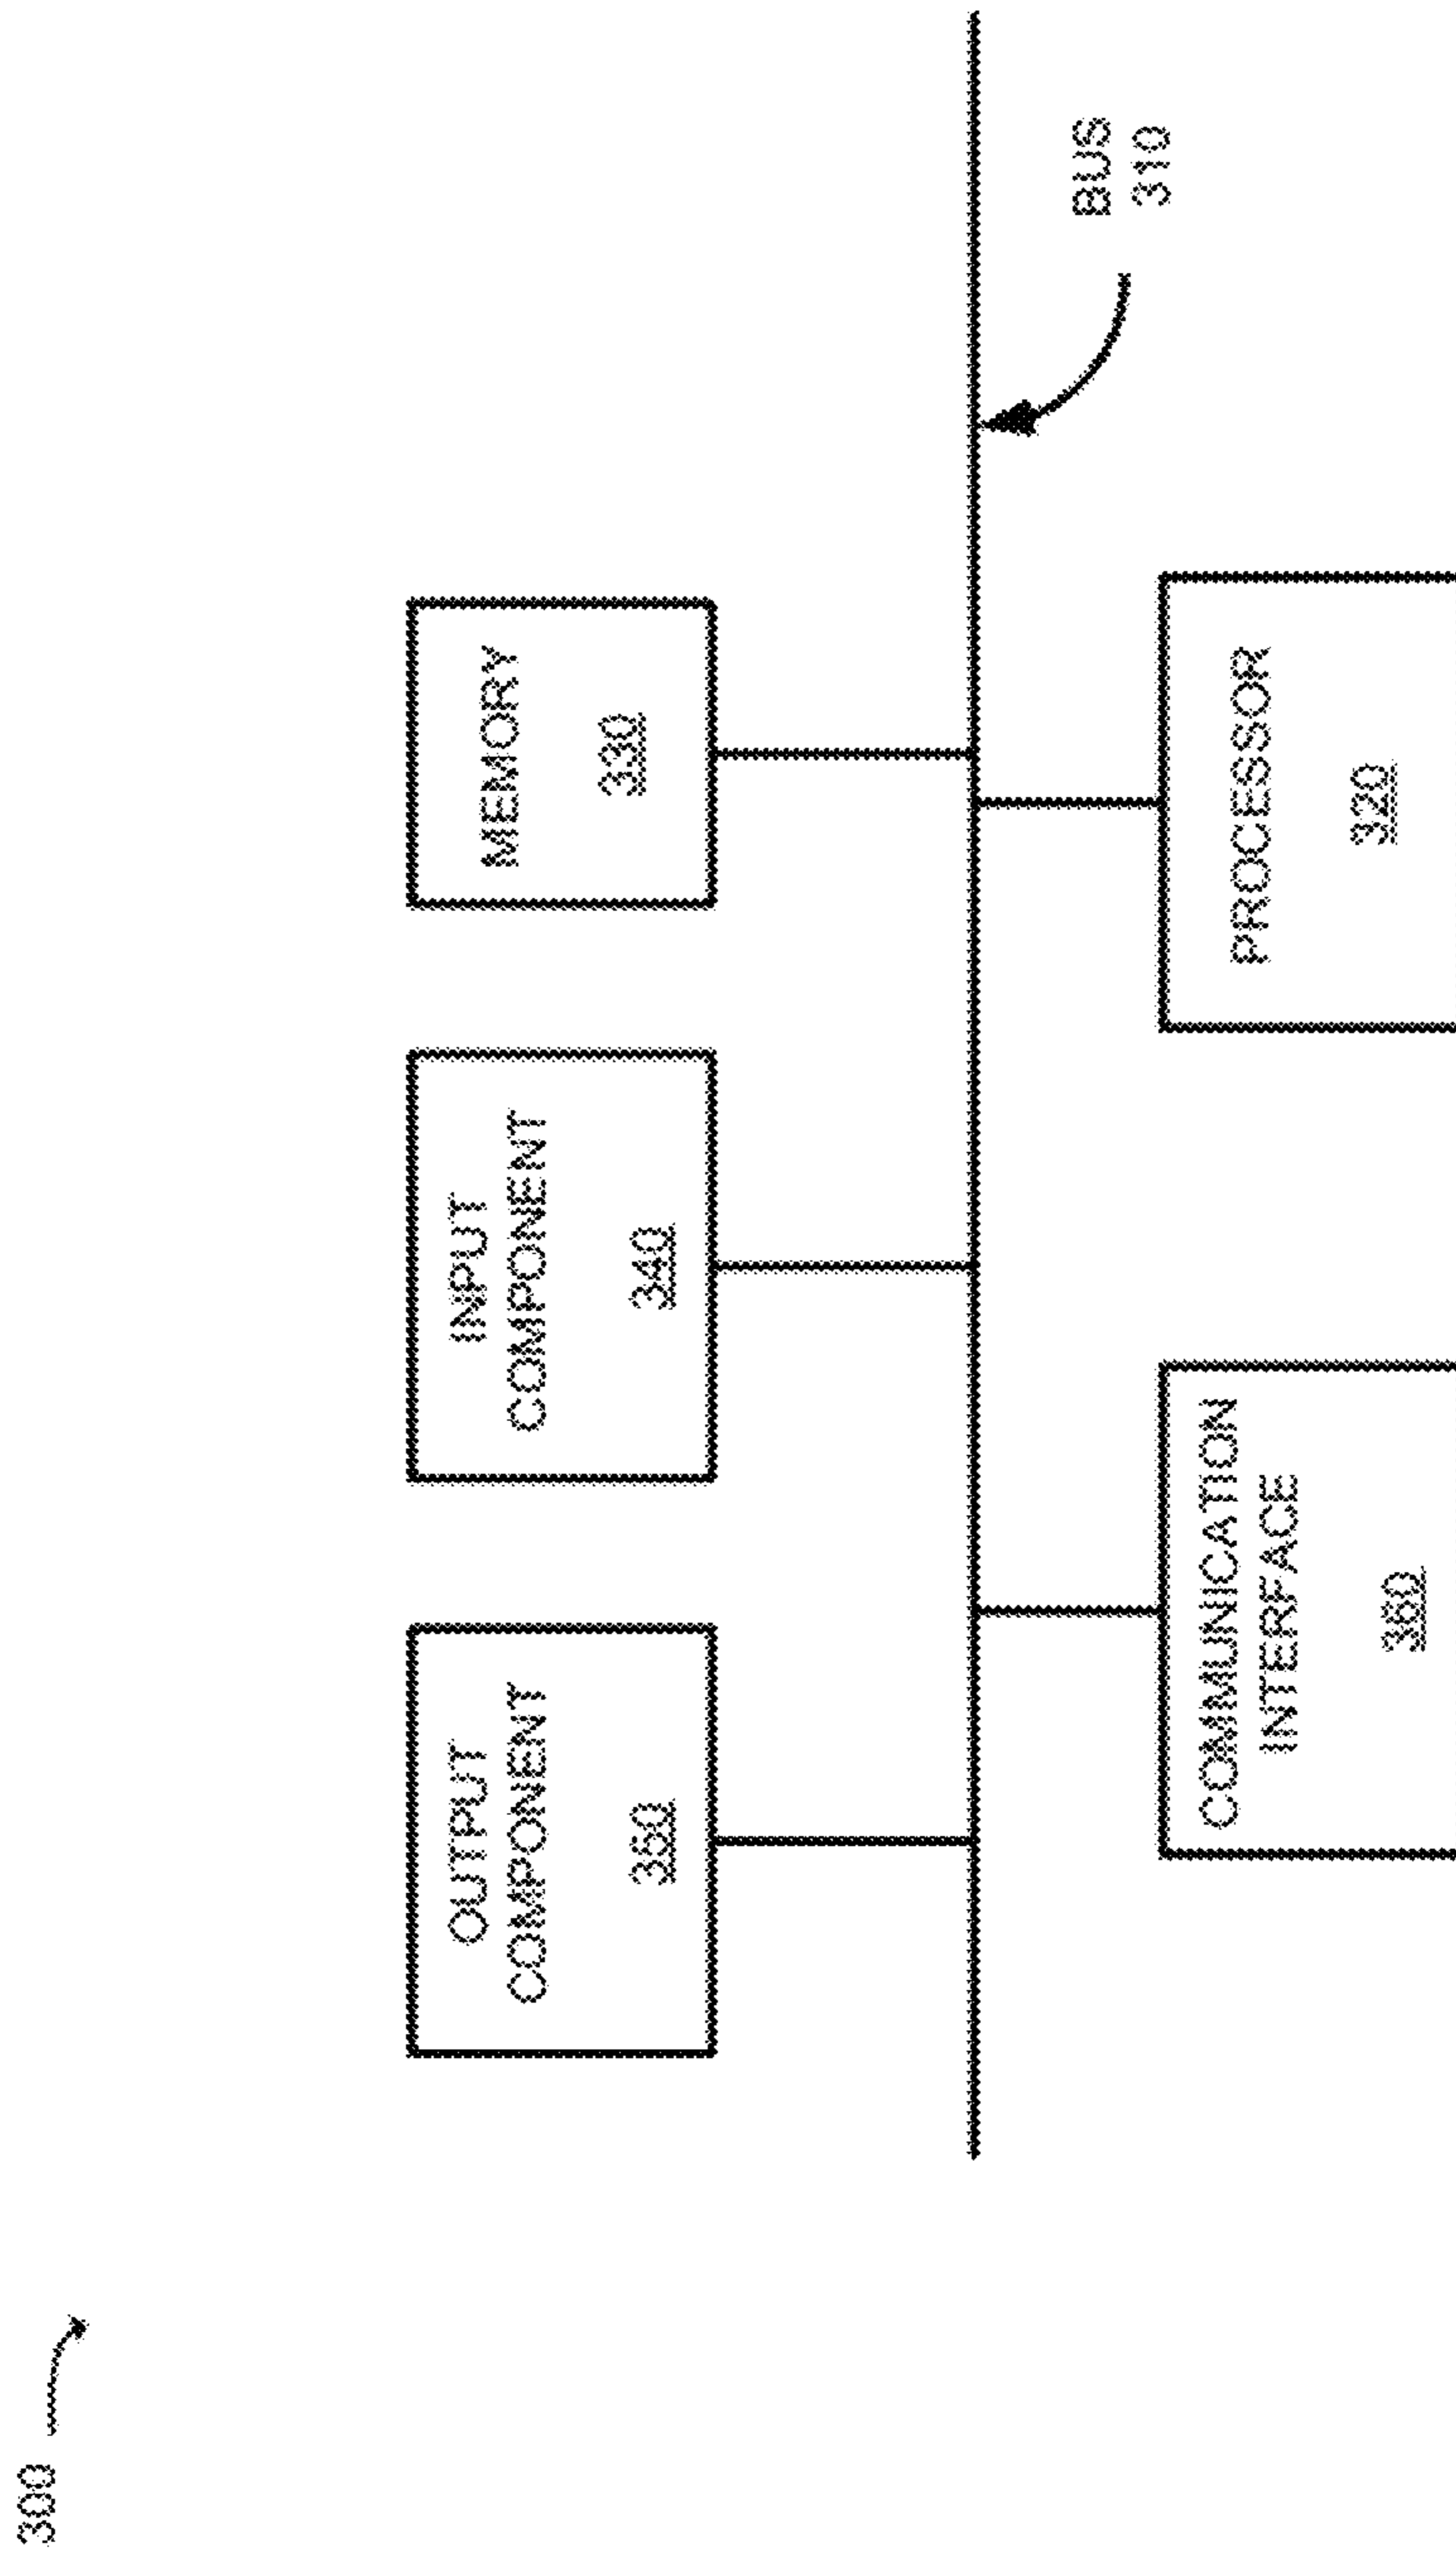 300
OUTPUT
COMPONENT
350
INPUT
COMPONENT
340
MEMORY
330
BUS
310
COMMUNICATION
INTERFACE
360
PROCESSOR
320